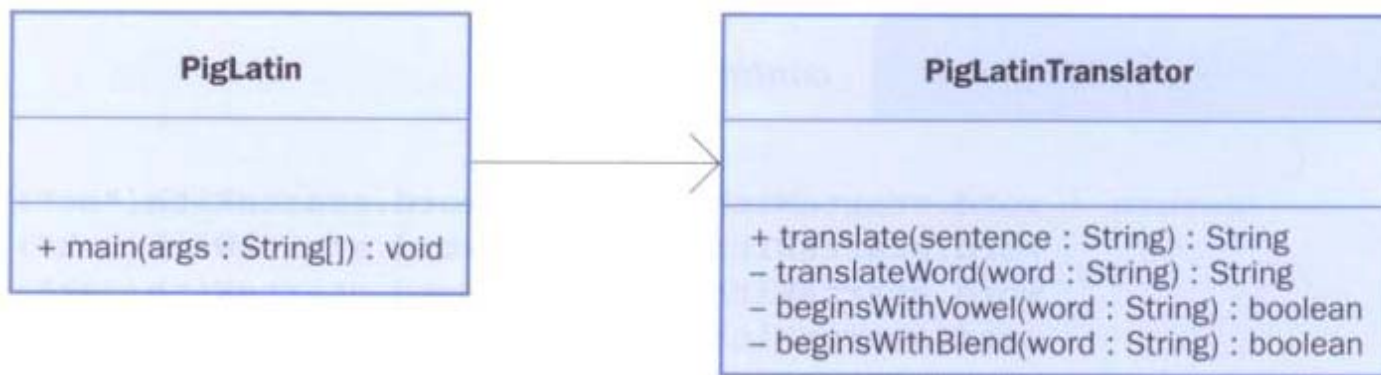 PigLatin
+ main(args : String[]) : void
PigLatinTranslator
+ translate(sentence : String) : String
– translateWord(word : String) : String
– beginsWithVowel(word : String) : boolean
– beginsWithBlend(word : String) : boolean